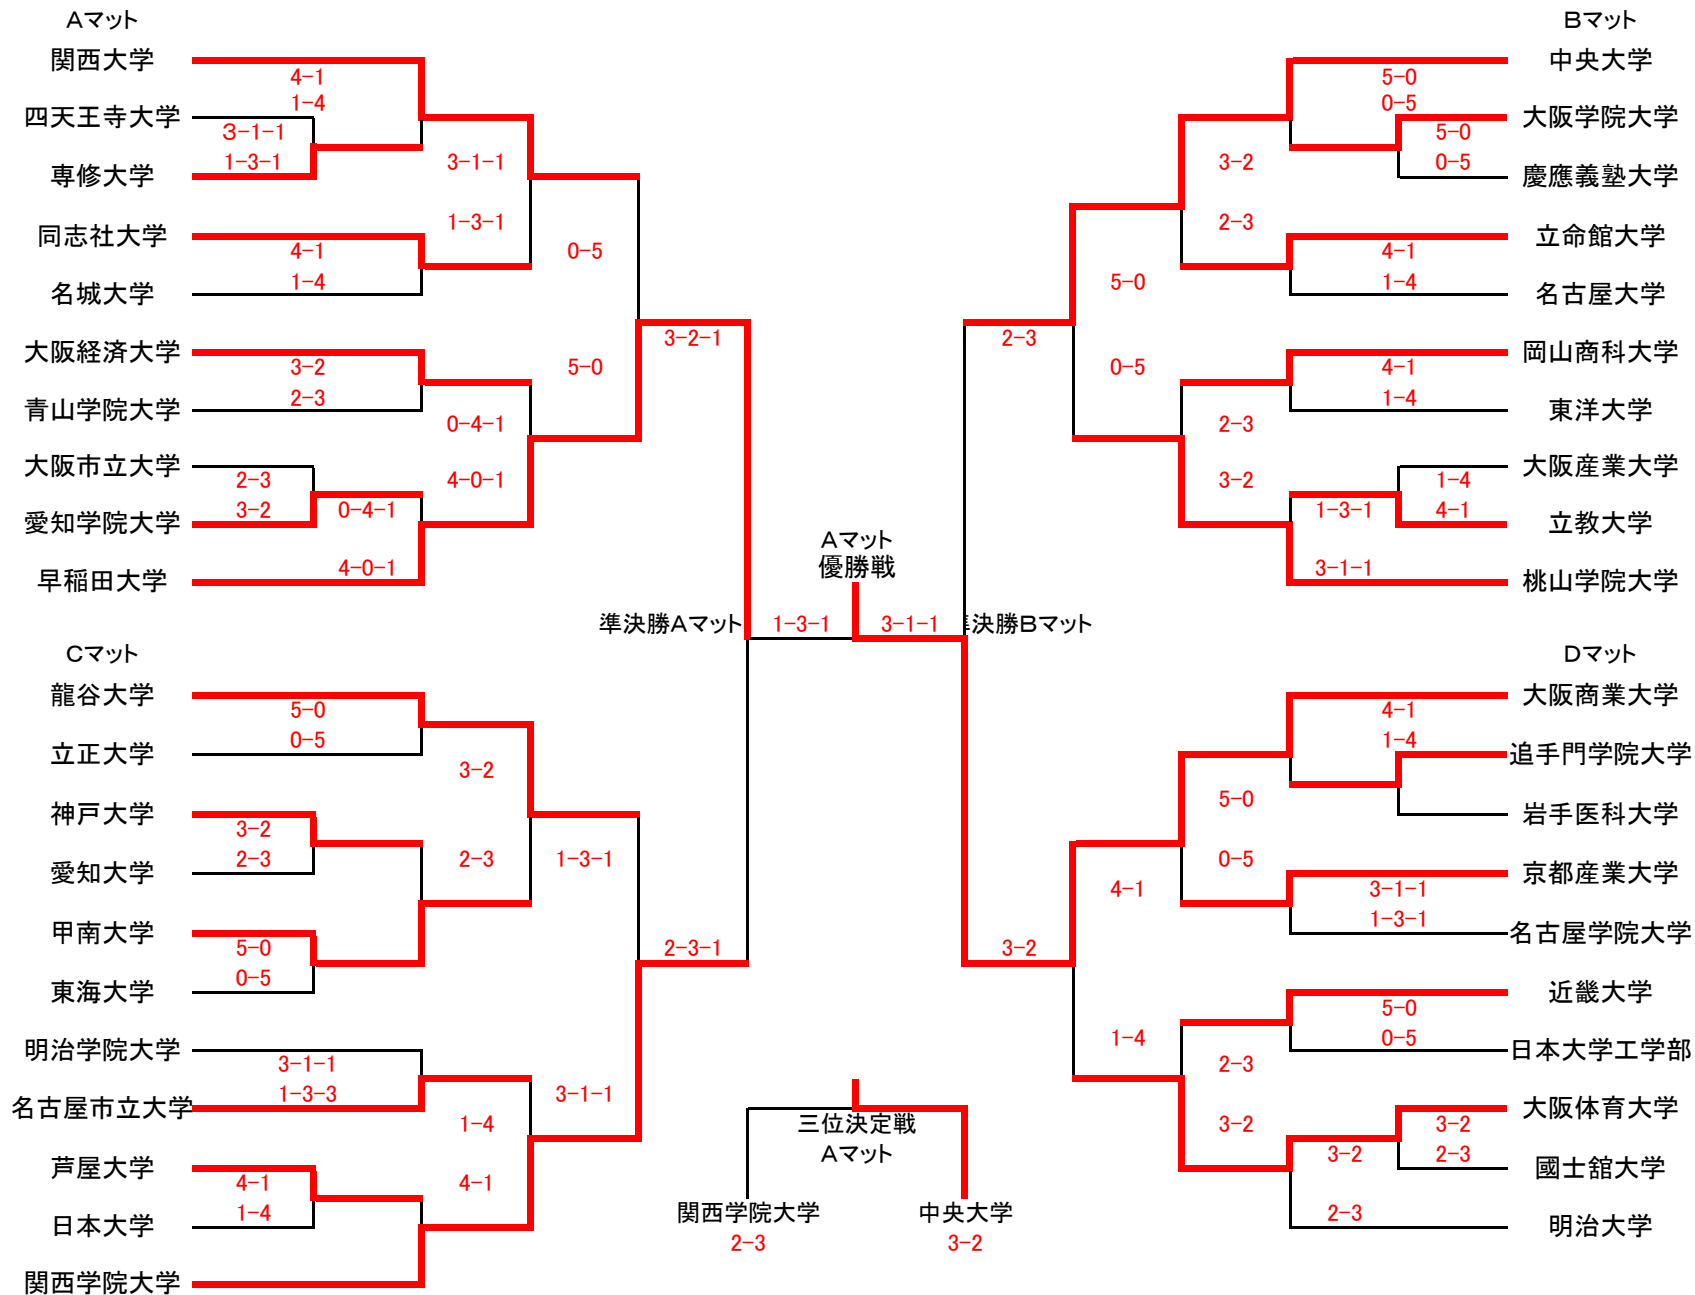 Aマット
関西大学
4-1
1-4
四天王寺大学
3-1-1
1-3-1
専修大学
3-1-1
1-3-1
同志社大学
4-1
1-4
名城大学
0-5
5-0
大阪経済大学
3-2
2-3
青山学院大学
0-4-1
4-0-1
大阪市立大学
2-3
3-2
愛知学院大学
0-4-1
4-0-1
早稲田大学
3-2-1
準決勝Aマット
1-3-1
Aマット
優勝戦
3-1-1
決勝Bマット
Bマット
中央大学
5-0
0-5
大阪学院大学
5-0
0-5
慶應義塾大学
3-2
2-3
立命館大学
4-1
1-4
名古屋大学
5-0
0-5
2-3
岡山商科大学
4-1
1-4
東洋大学
2-3
3-2
大阪産業大学
1-4
4-1
立教大学
1-3-1
3-1-1
桃山学院大学
Cマット
龍谷大学
5-0
0-5
立正大学
3-2
2-3
神戸大学
3-2
2-3
愛知大学
甲南大学
5-0
0-5
東海大学
1-3-1
3-1-1
2-3-1
明治学院大学
3-1-1
1-3-3
名古屋市立大学
1-4
4-1
芦屋大学
4-1
1-4
日本大学
関西学院大学
Dマット
大阪商業大学
4-1
1-4
追手門学院大学
岩手医科大学
5-0
0-5
京都産業大学
3-1-1
1-3-1
名古屋学院大学
4-1
1-4
3-2
近畿大学
5-0
0-5
日本大学工学部
2-3
3-2
大阪体育大学
3-2
2-3
國士舘大学
3-2
2-3
明治大学
三位決定戦
Aマット
関西学院大学
2-3
中央大学
3-2